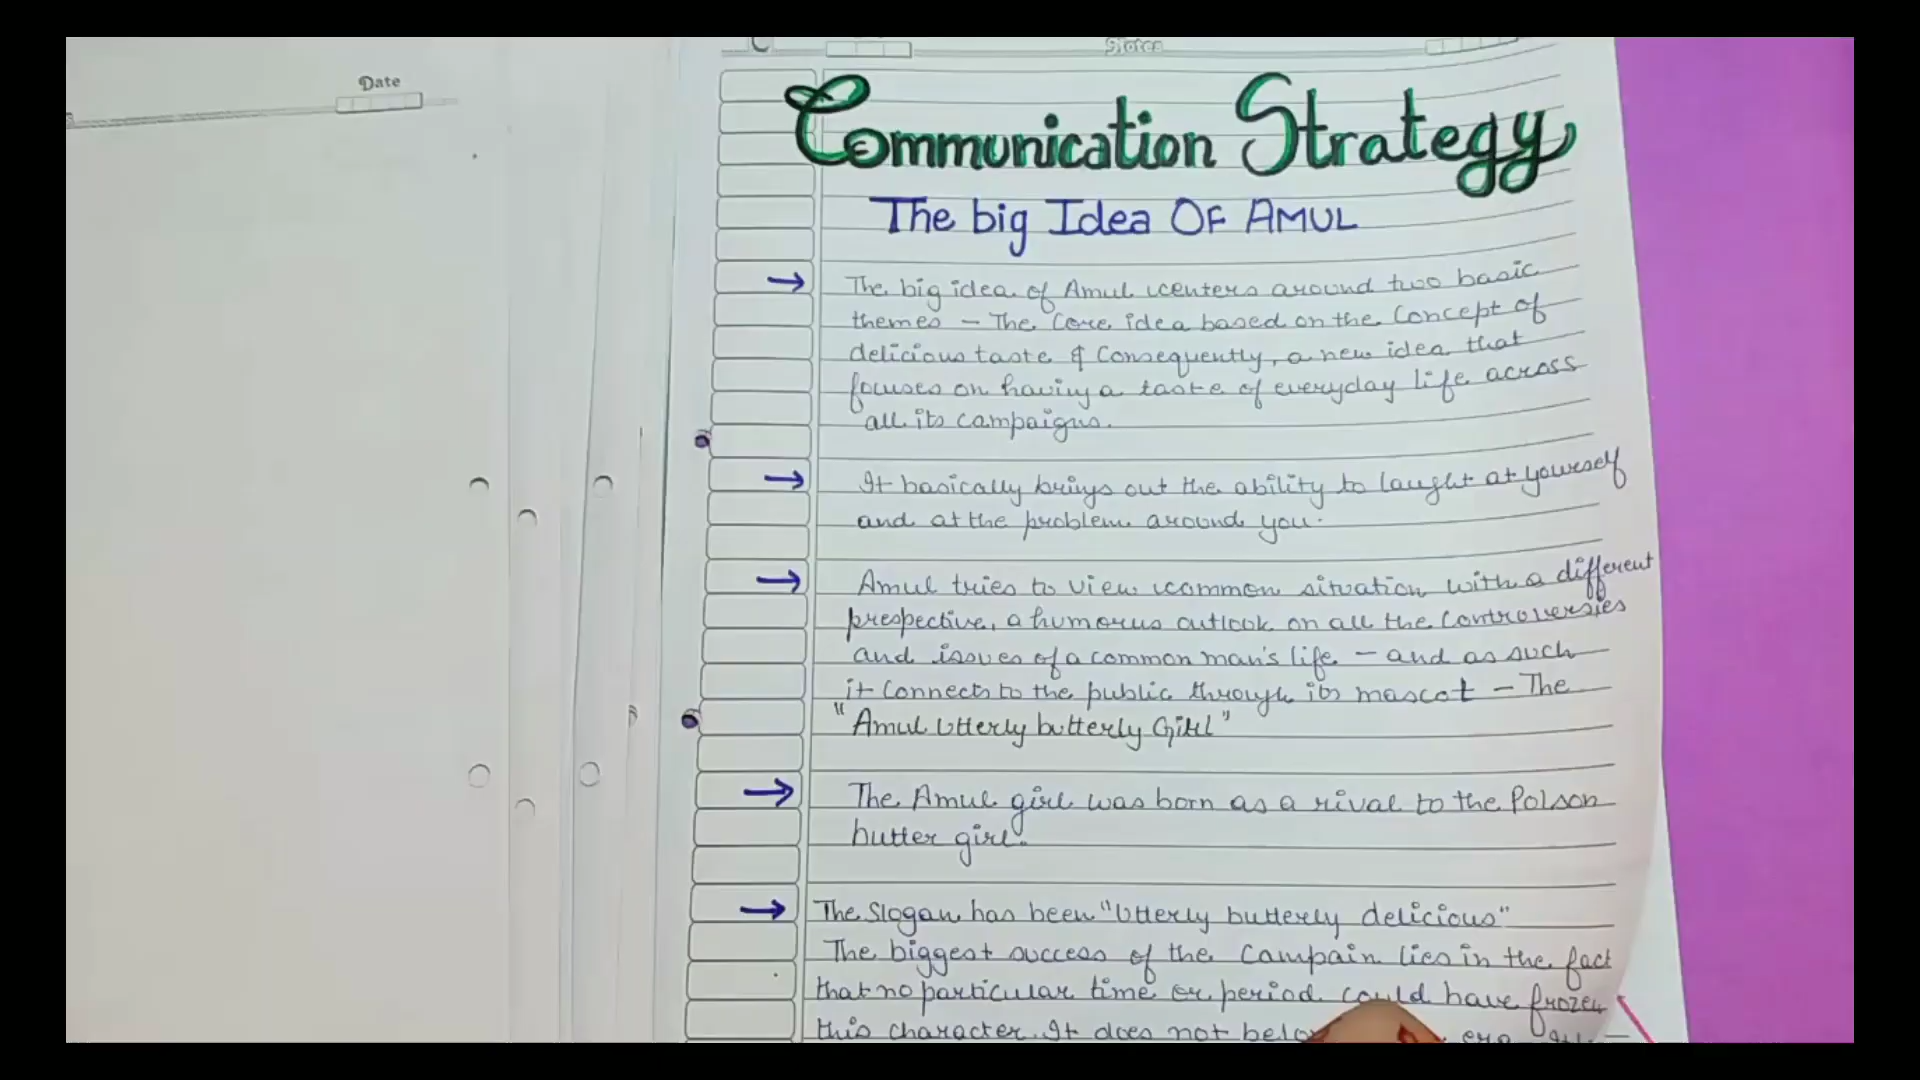 Date
Notes
Communication Strategy
The big Idea OF AMUL
→ The big idea of Amul centers around two basic
themes – The Core idea based on the Concept of
delicious taste & Consequently, a new idea that
focuses on having a taste of everyday life across
all its campaigns.
→ It basically brings out the ability to laught at yourself
and at the problem around you.
→ Amul tries to view common situation with a different
prespective, a humorus outlook on all the controversies
and issues of a common man's life – and as such
it Connects to the public through its mascot – The
"Amul Utterly butterly Girl"
→ The Amul girl was born as a rival to the Polson
butter girl.
→ The Slogan has been "Utterly butterly delicious"
The biggest success of the Campain lies in the fact
that no particular time or period could have frozen
this character. It does not era